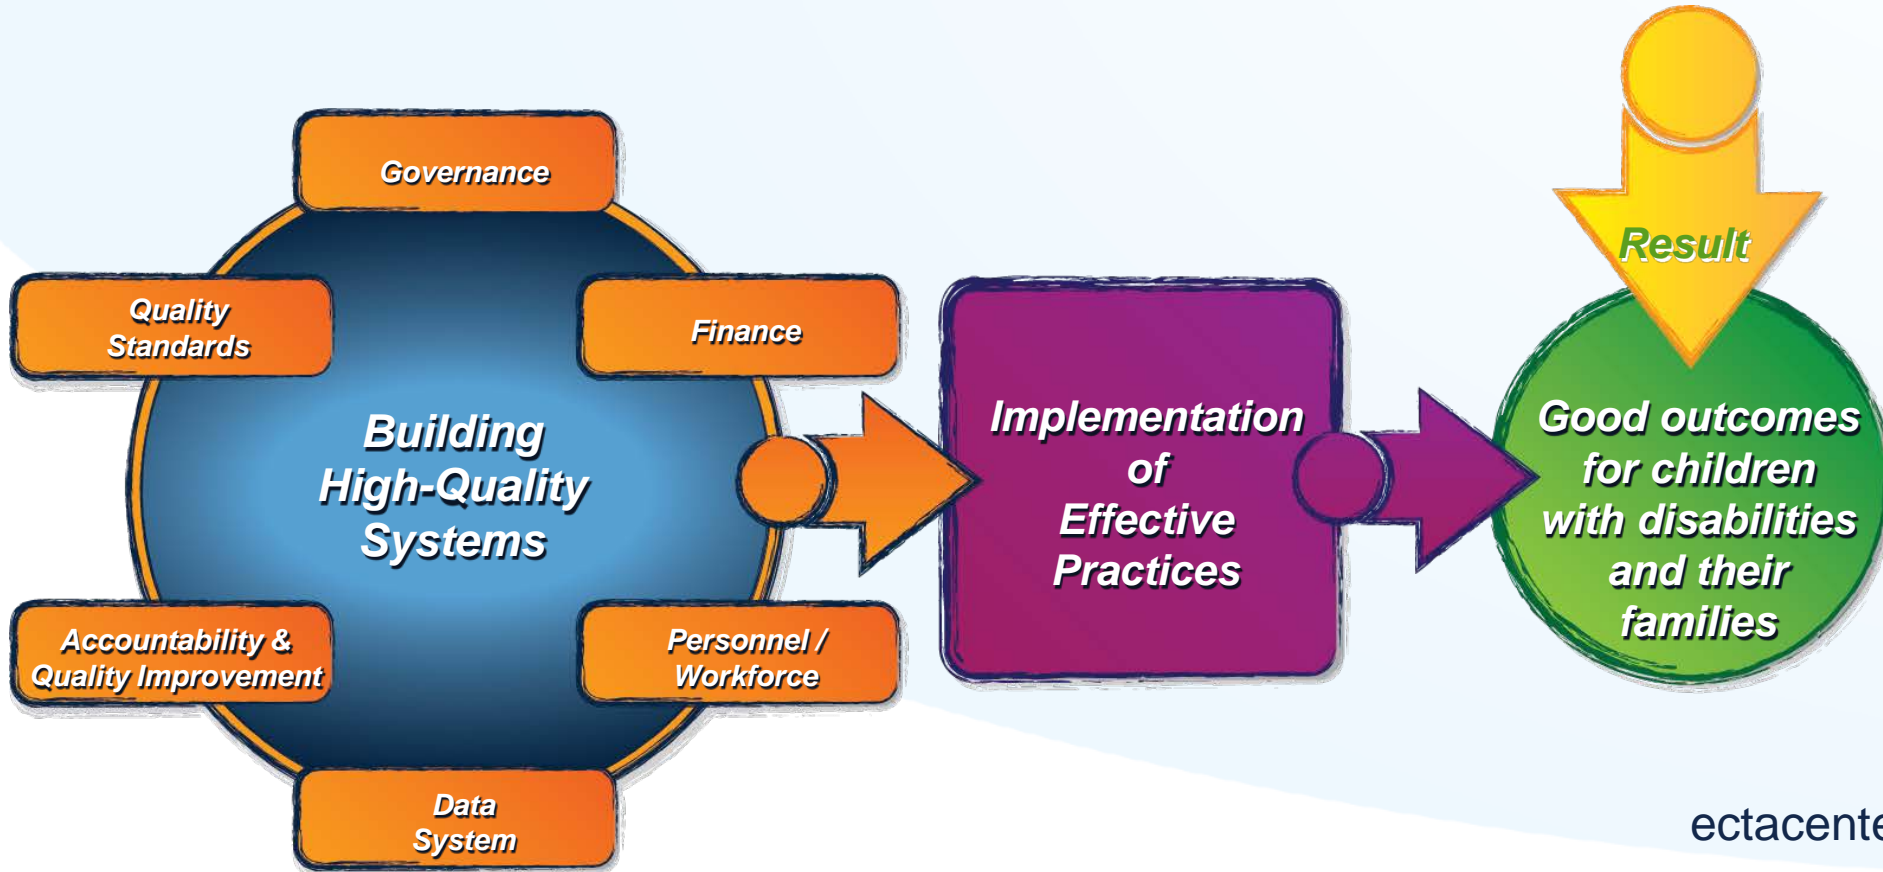 Governance
Quality
Standards
Finance
Building
High-Quality
Systems
Accountability &
Quality Improvement
Personnel /
Workforce
Data
System
Implementation
of
Effective
Practices
Result
Good outcomes
for children
with disabilities
and their
families
ectacente